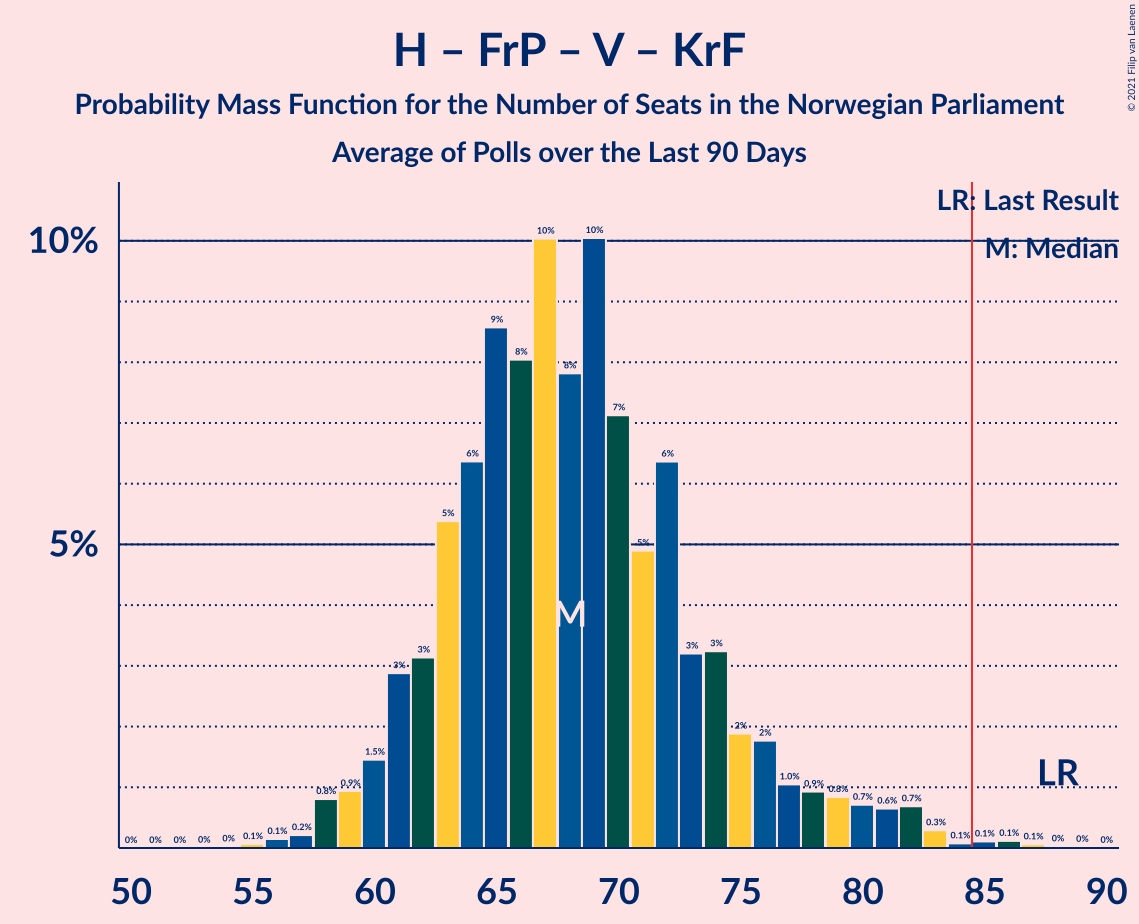 H – FrP – V – KrF
Probability Mass Function for the Number of Seats in the Norwegian Parliament
Average of Polls over the Last 90 Days
© 2021 Filip van Laenen
LR: Last Result
M: Median
10%
5%
0% 0% 0% 0% 0% 0.1% 0.1% 0.2% 0.8% 0.9% 1.5% 3% 3% 5% 6% 9% 8% 10% 8% 10% 7% 5% 6% 3% 3% 2% 2% 1.0% 0.9% 0.8% 0.7% 0.6% 0.7% 0.3% 0.1% 0.1% 0.1% 0.1% 0% 0% 0%
M
LR
50 55 60 65 70 75 80 85 90